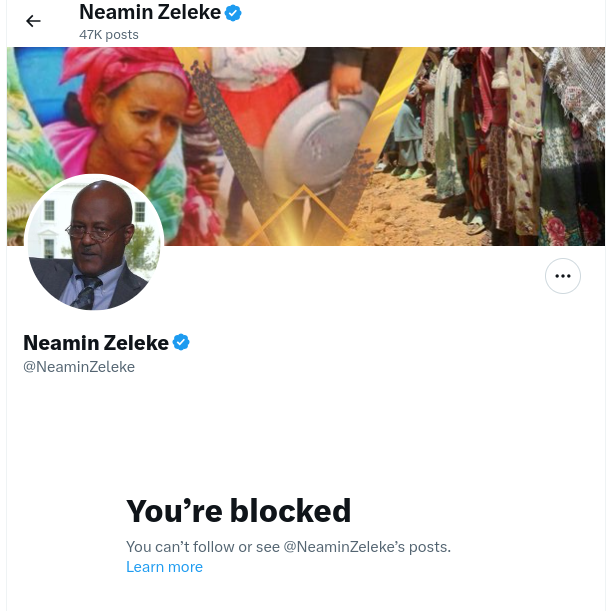 Neamin Zeleke
47K posts
Neamin Zeleke
@NeaminZeleke
You’re blocked
You can’t follow or see @NeaminZeleke’s posts.
Learn more